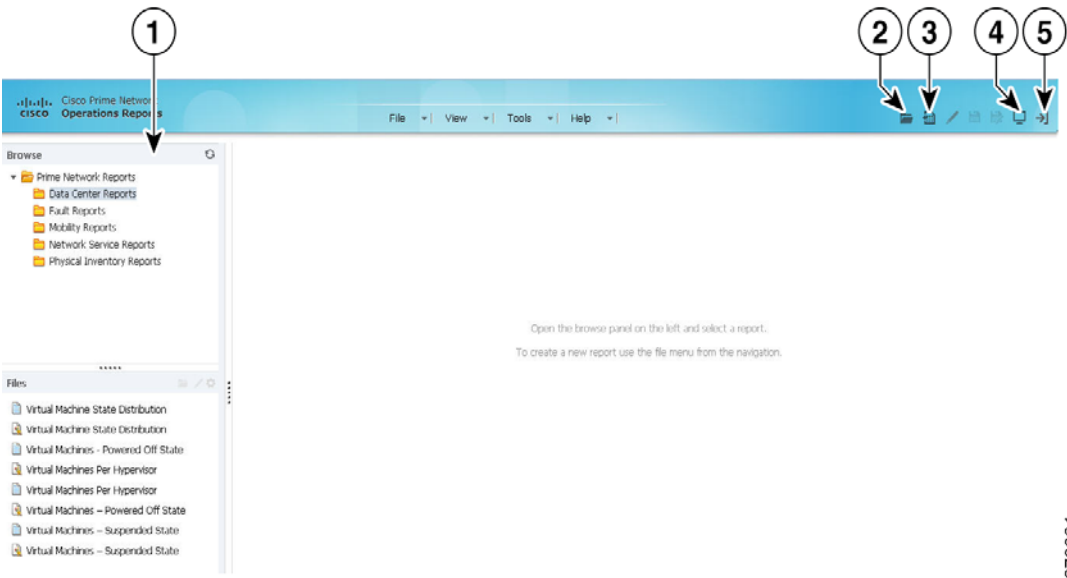 1
2 3 4 5
Cisco Prime Network
CISCO Operations Reports
File View Tools Help
Browse
Prime Network Reports
Data Center Reports
Fault Reports
Mobility Reports
Network Service Reports
Physical Inventory Reports
Open the browse panel on the left and select a report.
To create a new report use the file menu from the navigation.
Files
Virtual Machine State Distribution
Virtual Machine State Distribution
Virtual Machines - Powered Off State
Virtual Machines Per Hypervisor
Virtual Machines Per Hypervisor
Virtual Machines – Powered Off State
Virtual Machines – Suspended State
Virtual Machines – Suspended State